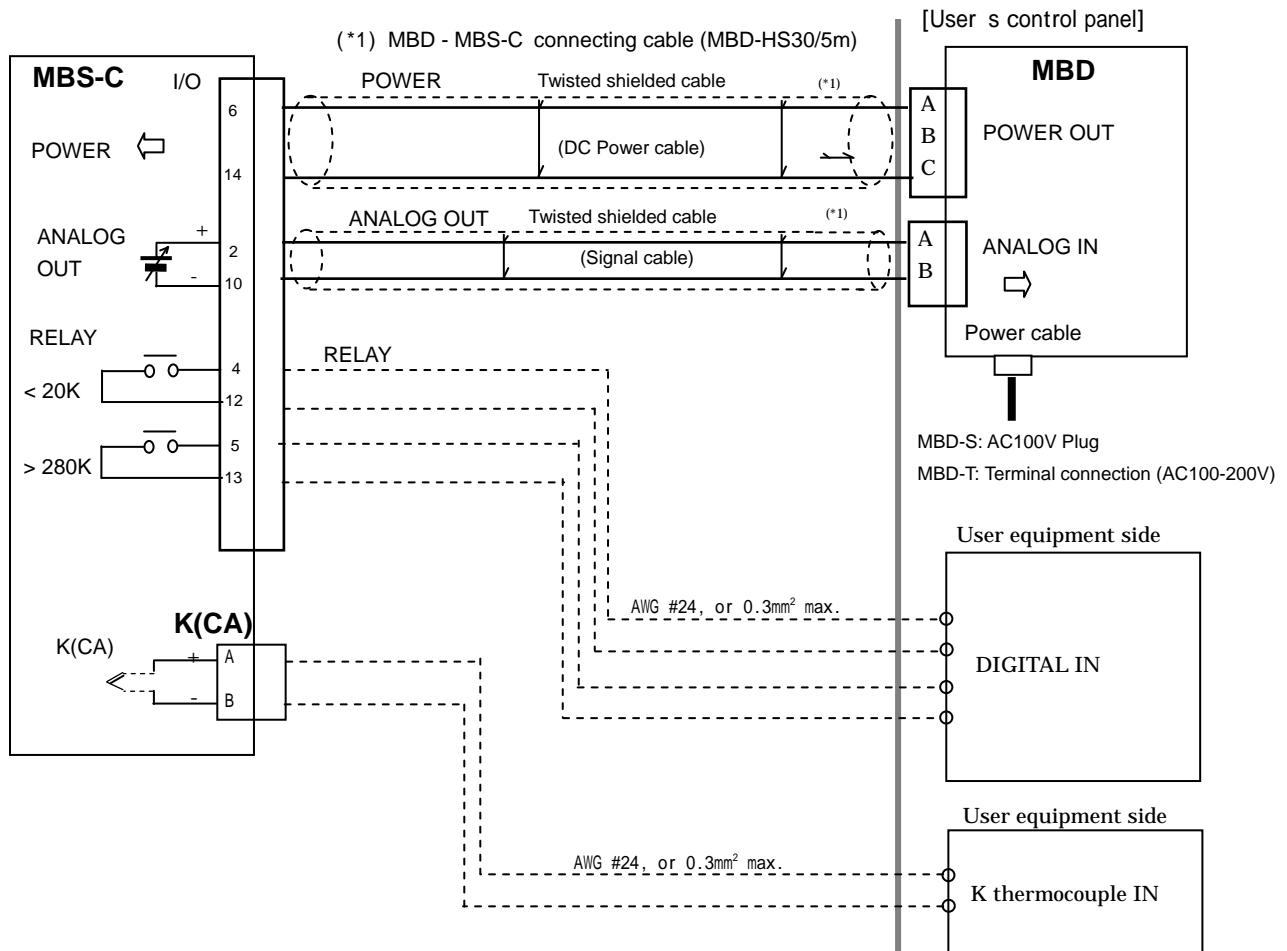 [User s control panel]
(*1) MBD - MBS-C connecting cable (MBD-HS30/5m)
MBS-C
I/O
POWER
Twisted shielded cable
(*1)
MBD
6
A
B
C
POWER OUT
POWER
(DC Power cable)
14
ANALOG OUT
Twisted shielded cable
(*1)
ANALOG
OUT
+
-
2
10
(Signal cable)
A
B
ANALOG IN
Power cable
RELAY
RELAY
< 20K
4
12
> 280K
5
13
MBD-S: AC100V Plug
MBD-T: Terminal connection (AC100-200V)
User equipment side
AWG #24, or 0.3mm² max.
DIGITAL IN
K(CA)
K(CA)
+
A
-
B
User equipment side
AWG #24, or 0.3mm² max.
K thermocouple IN